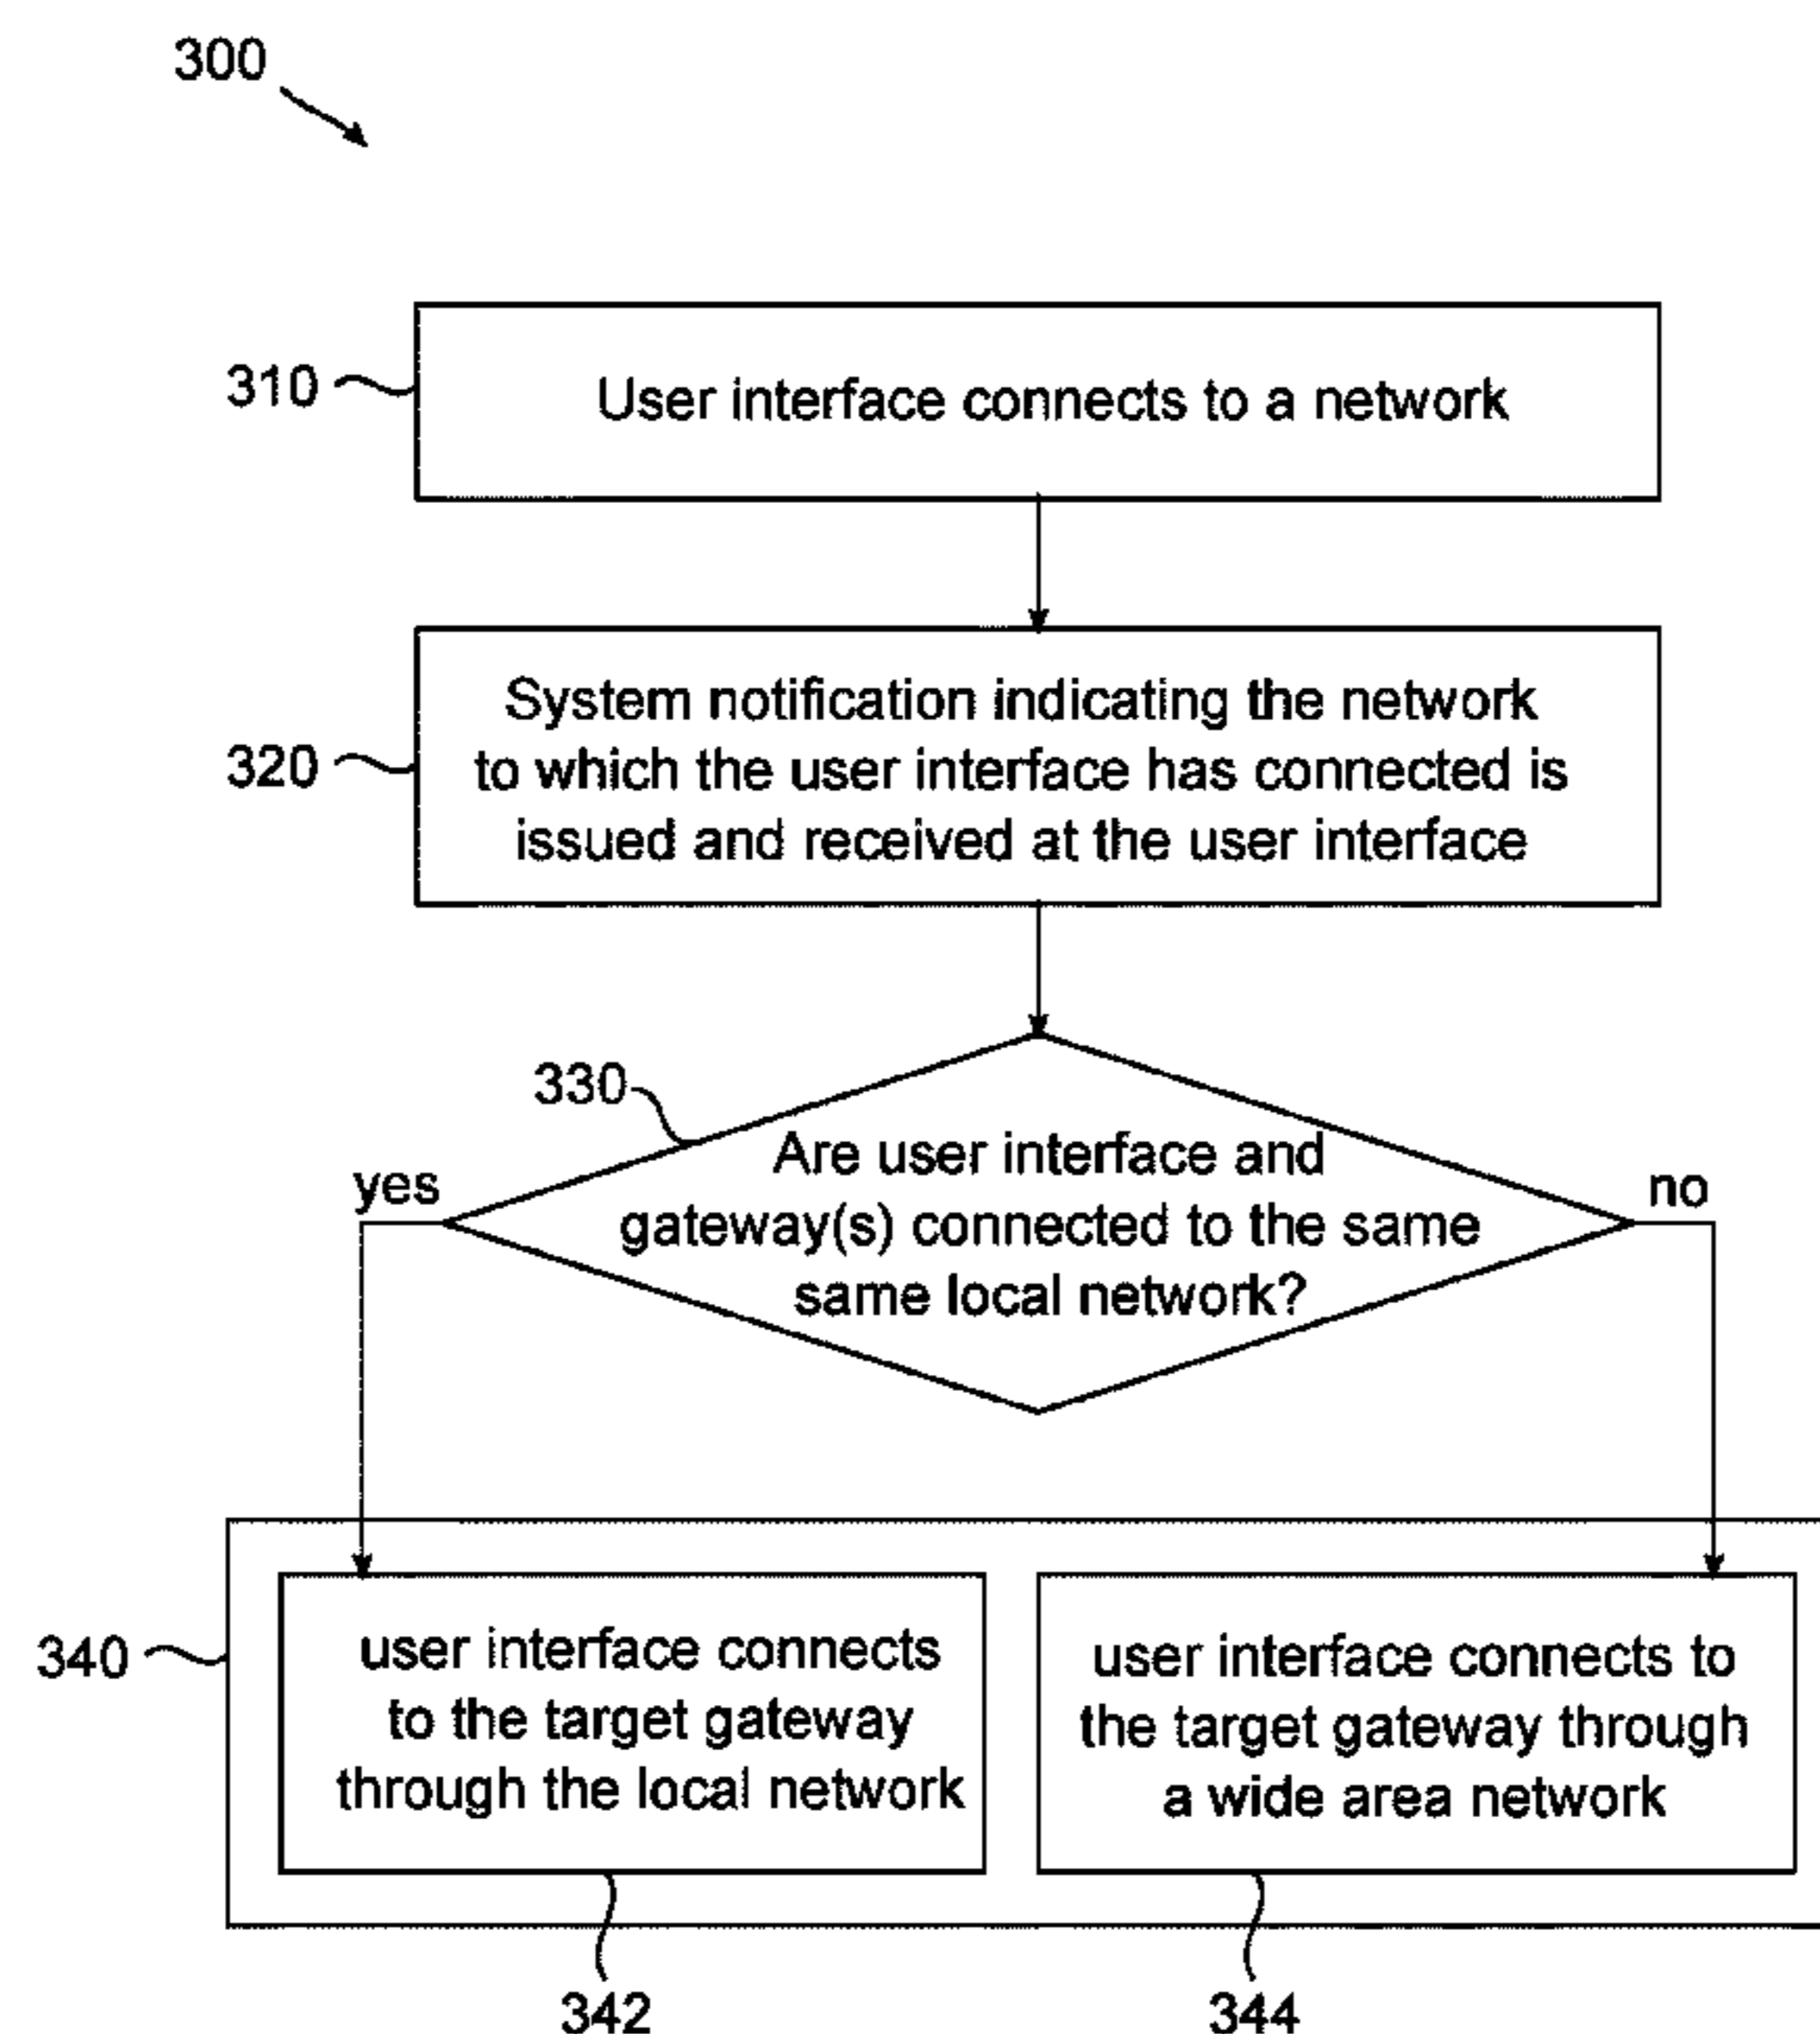 300
310
User interface connects to a network
320
System notification indicating the network
to which the user interface has connected is
issued and received at the user interface
330
Are user interface and
gateway(s) connected to the same
same local network?
yes
no
340
user interface connects
to the target gateway
through the local network
user interface connects to
the target gateway through
a wide area network
342
344